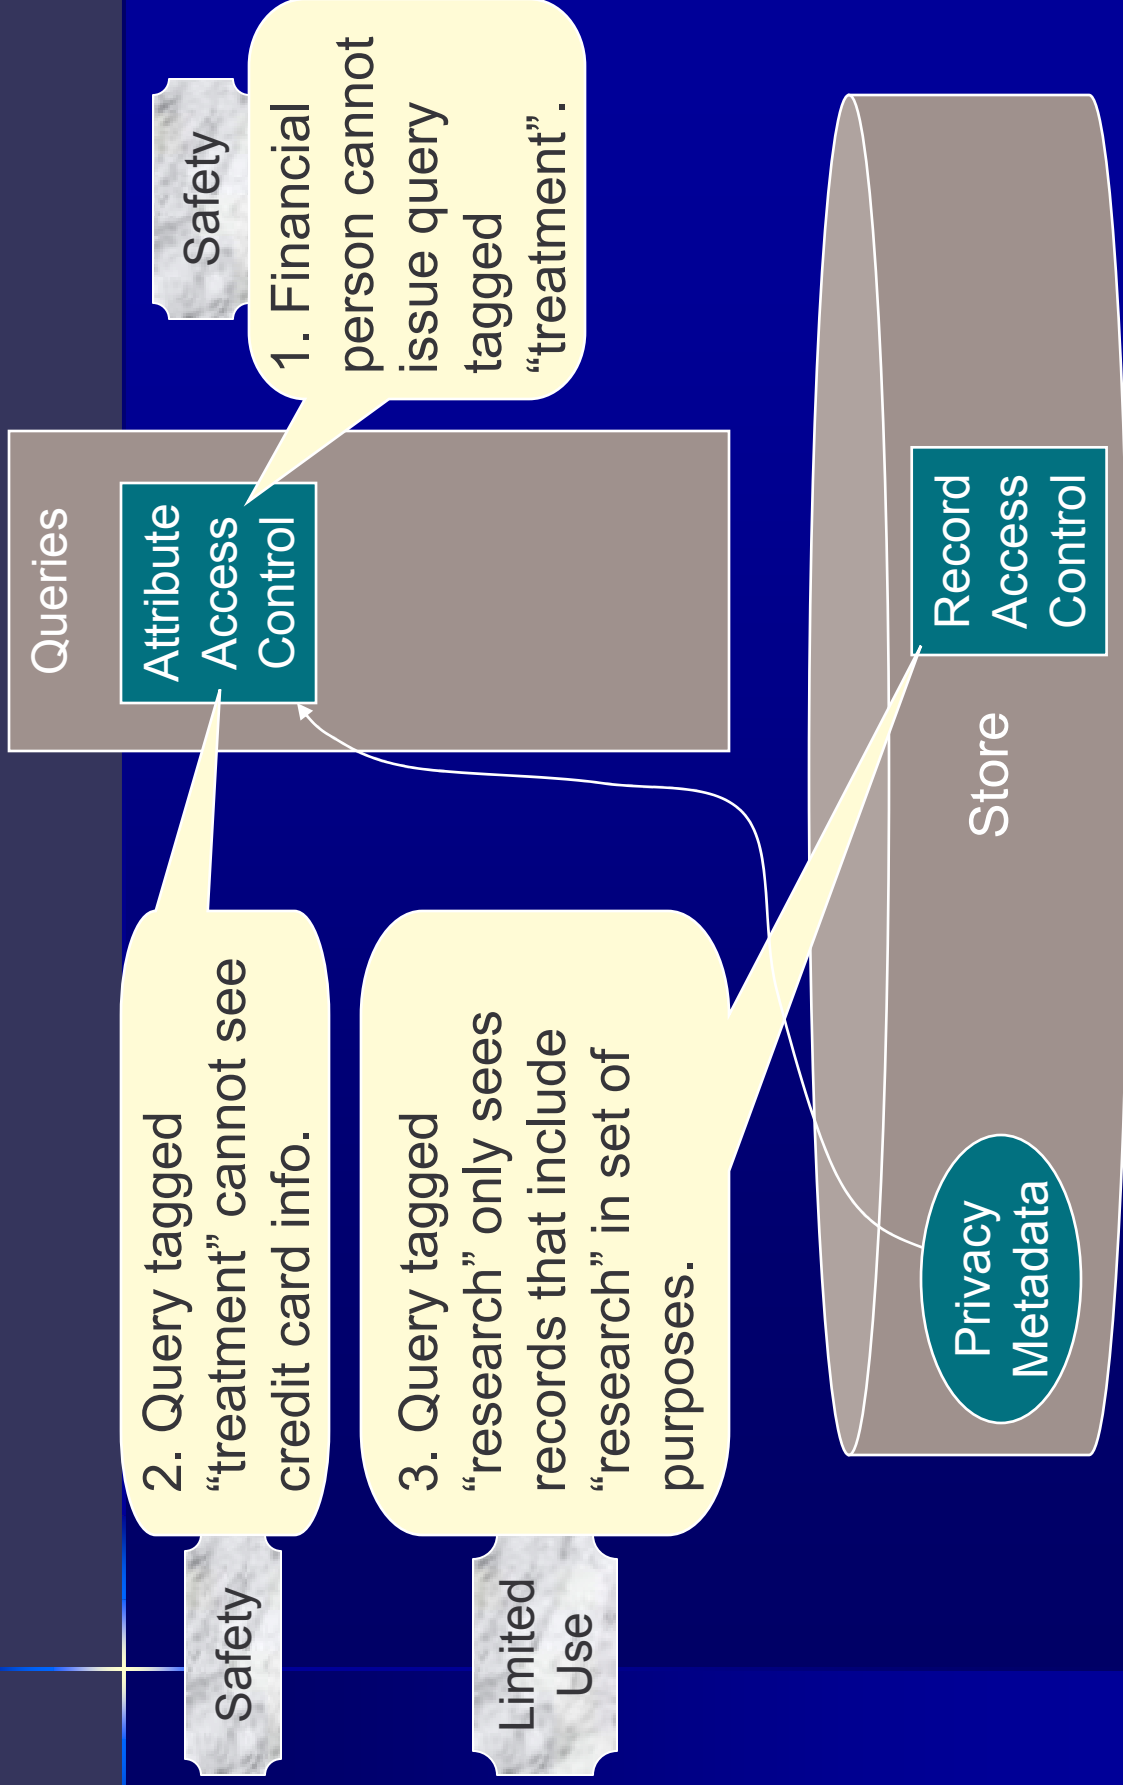 Queries
Safety
Attribute
Access
Control
1. Financial
person cannot
issue query
tagged
“treatment”.
Safety
2. Query tagged
“treatment” cannot see
credit card info.
Limited
Use
3. Query tagged
“research” only sees
records that include
“research” in set of
purposes.
Store
Privacy
Metadata
Record
Access
Control